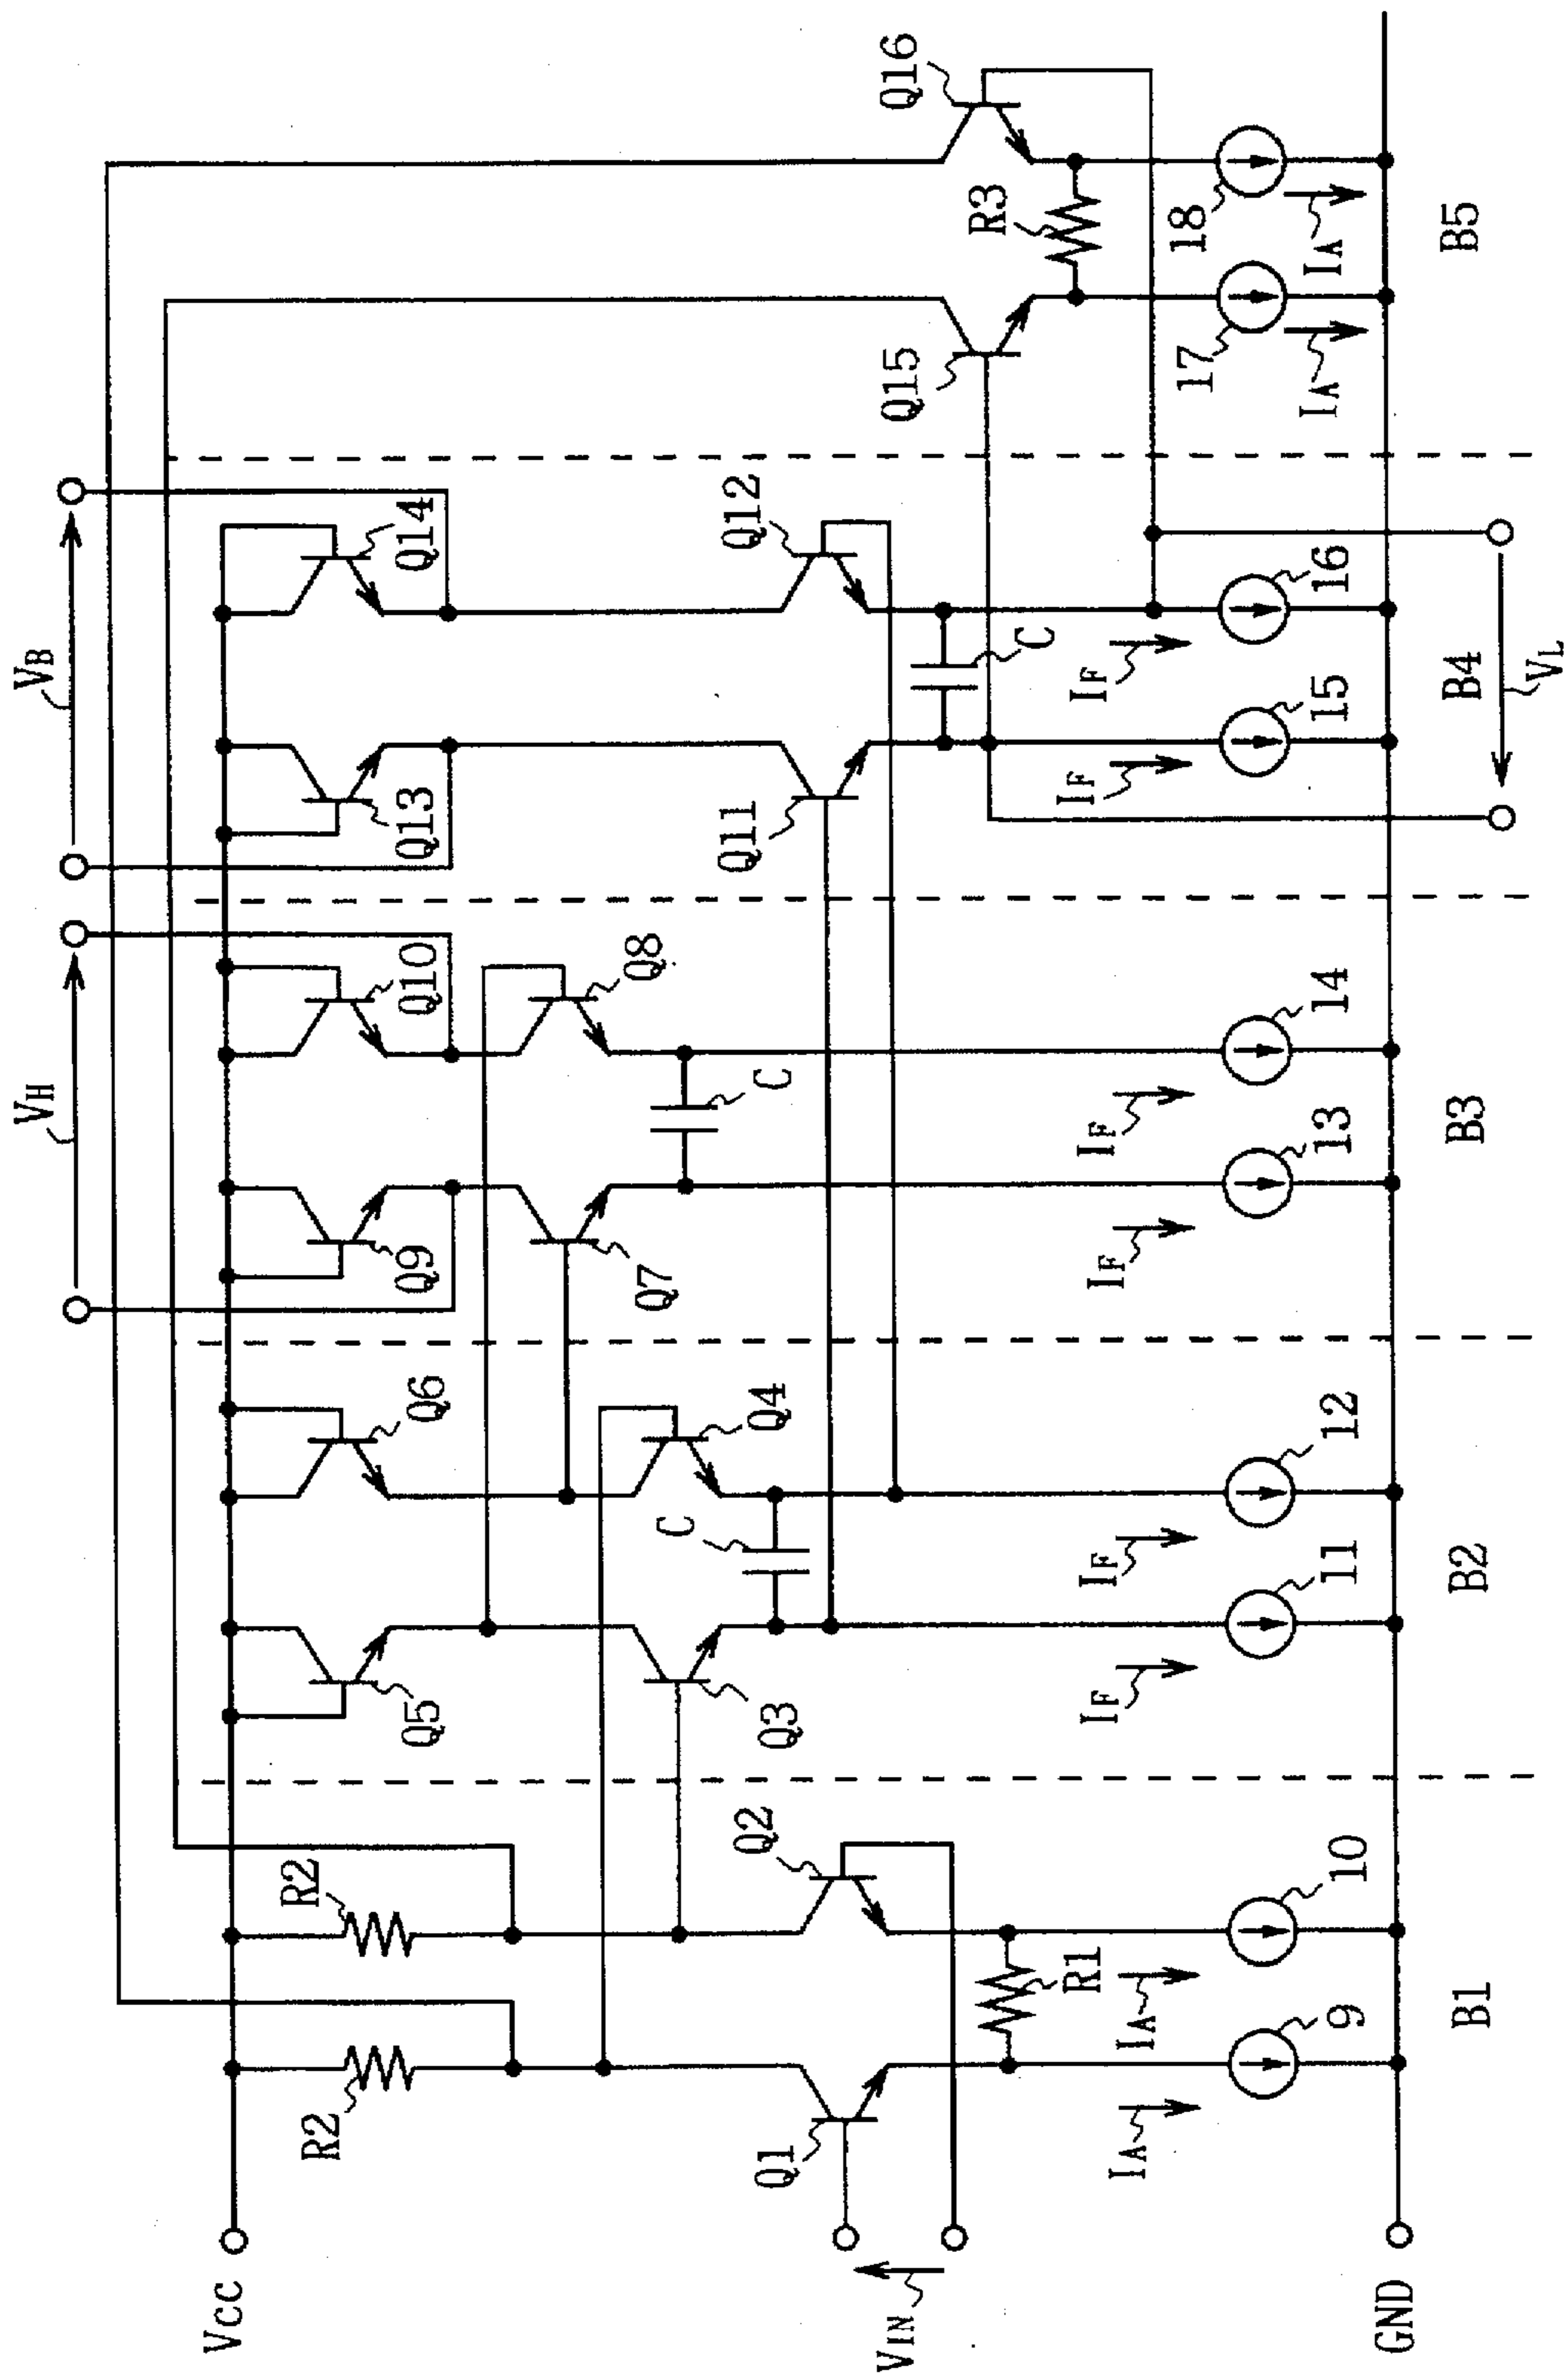 VB
VH
Vcc
R2
R2
Q5
Q6
Q9
Q10
Q13
Q14
Q1
Q2
Q3
Q4
Q7
Q8
Q11
Q12
Q15
Q16
VIN
R1
C
C
C
R3
IA
IA
IF
IF
IF
IF
IF
IF
IA
IA
9
10
11
12
13
14
15
16
17
18
GND
B1
B2
B3
B4
B5
VL